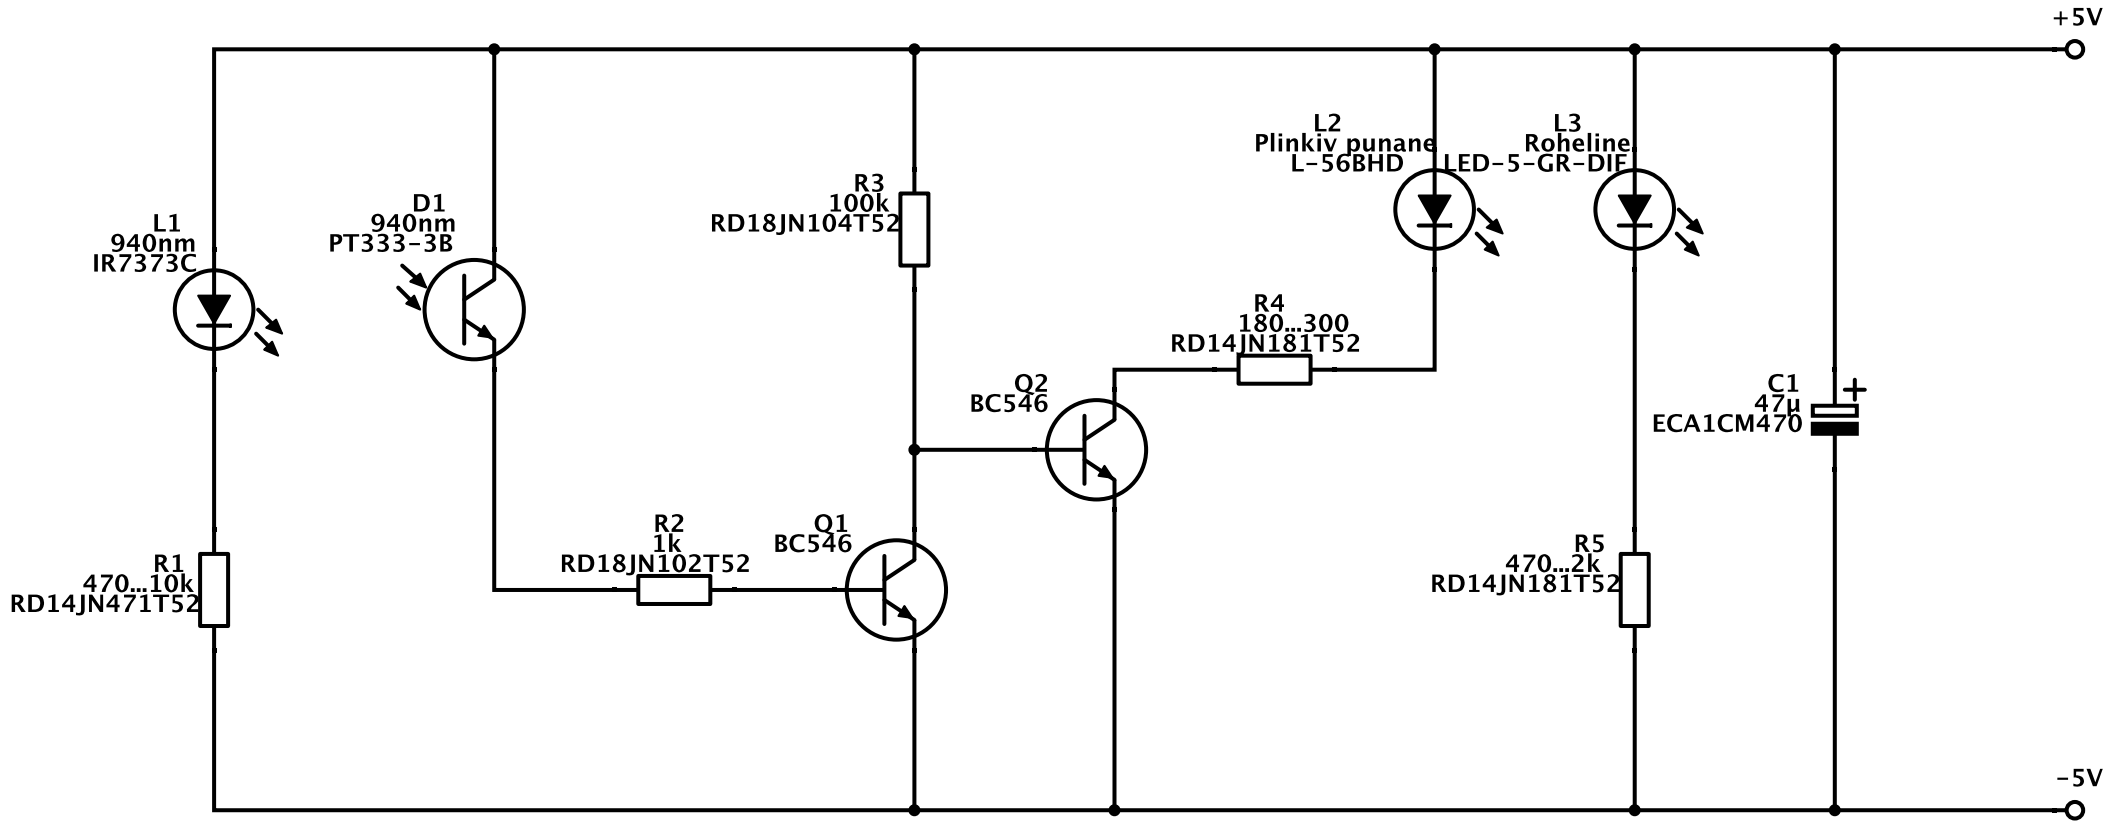 +5V
L1
940nm
IR7373C
D1
940nm
PT333-3B
R3
100k
RD18JN104T52
L2
Plinkiv punane
L-56BHD
L3
Roheline
LED-5-GR-DIF
R4
180...300
RD14JN181T52
Q2
BC546
C1
47µ
ECA1CM470
R1
470...10k
RD14JN471T52
R2
1k
RD18JN102T52
Q1
BC546
R5
470...2k
RD14JN181T52
-5V